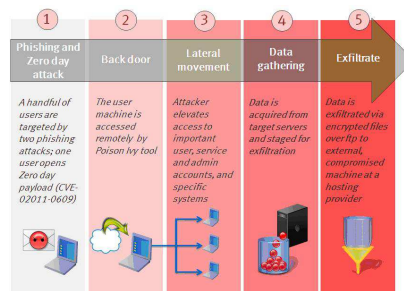 1
Phishing and
Zero day
attack
A handful of
users are
targeted by
two phishing
attacks; one
user opens
Zero day
payload (CVE-
02011-0609)
2
Back door
The user
machine is
accessed
remotely by
Poison Ivy tool
3
Lateral
movement
Attacker
elevates access to
important
user, service
and admin
accounts, and
specific
systems
4
Data
gathering
Data is
acquired from
target servers
and staged for
exfiltration
5
Exfiltrate
Data is
exfiltrated via
encrypted files
over ftp to
external,
compromised
machine at a
hosting
provider